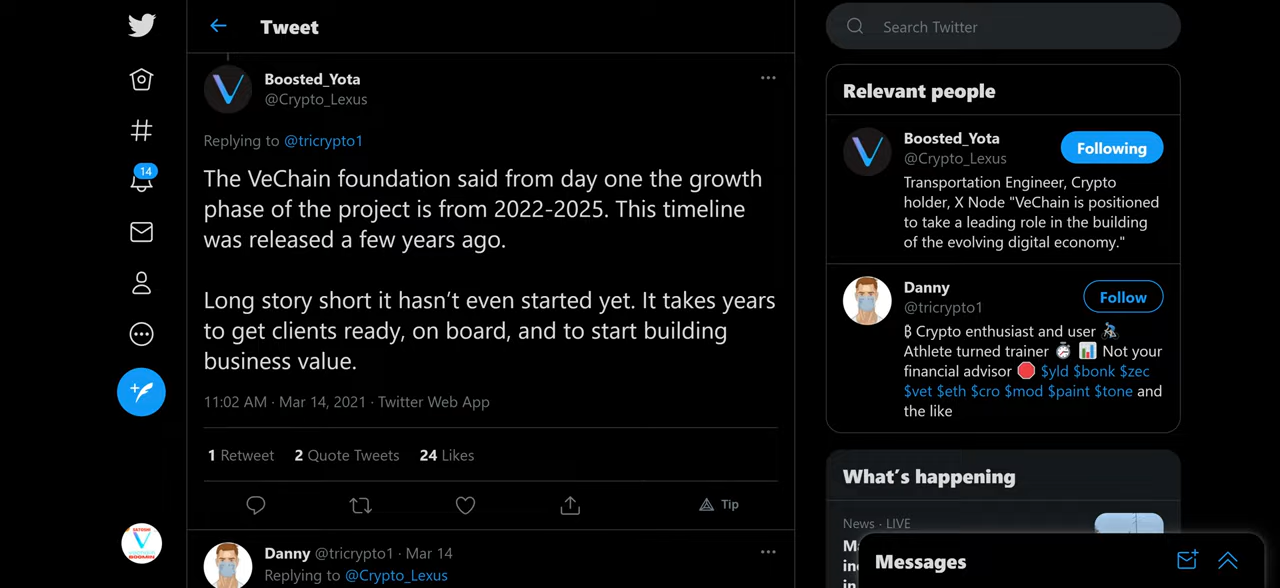 Tweet
Search Twitter
Boosted_Yota
@Crypto_Lexus
Replying to @tricrypto1
The VeChain foundation said from day one the growth
phase of the project is from 2022-2025. This timeline
was released a few years ago.
Long story short it hasn't even started yet. It takes years
to get clients ready, on board, and to start building
business value.
11:02 AM · Mar 14, 2021 · Twitter Web App
1 Retweet 2 Quote Tweets 24 Likes
Tip
Danny @tricrypto1 · Mar 14
Replying to @Crypto_Lexus
14
Relevant people
Boosted_Yota
@Crypto_Lexus
Following
Transportation Engineer, Crypto
holder, X Node "VeChain is positioned
to take a leading role in the building
of the evolving digital economy."
Danny
@tricrypto1
Follow
₿ Crypto enthusiast and user
Athlete turned trainer Not your
financial advisor $yld $bonk $zec
$vet $eth $cro $mod $paint $tone and
the like
What's happening
News · LIVE
Messages